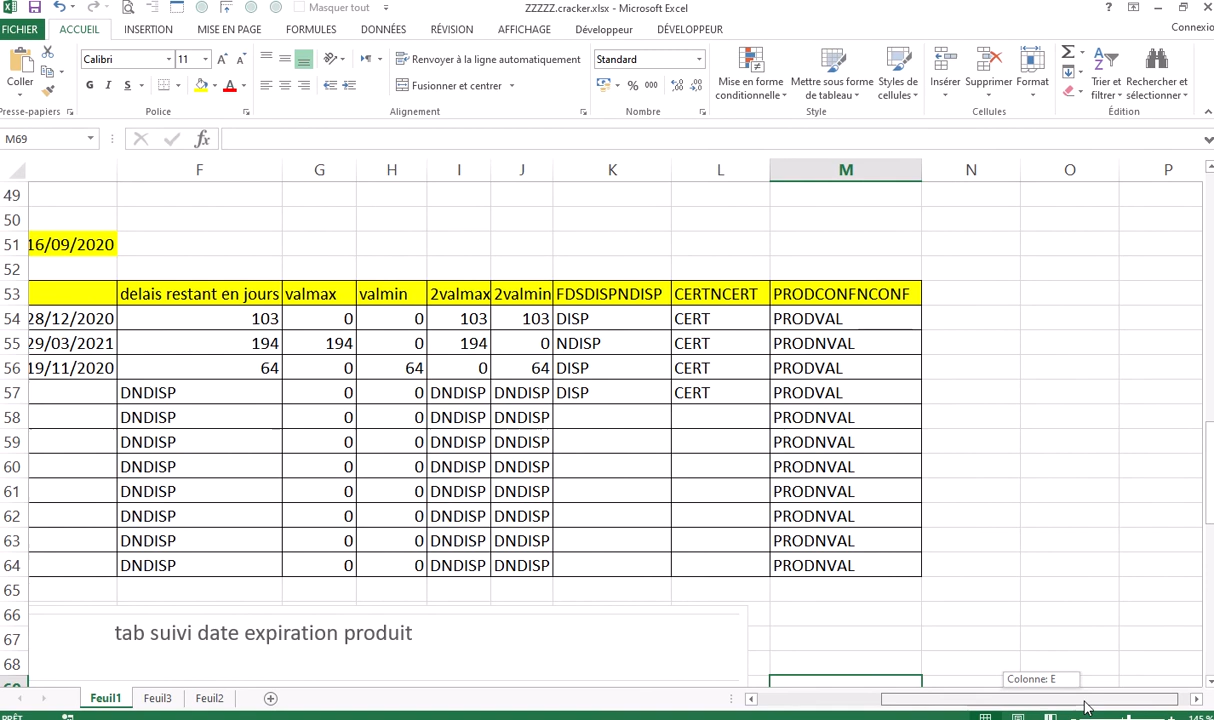 Masquer tout
ZZZZZ.cracker.xlsx - Microsoft Excel
?
FICHIER ACCUEIL INSERTION MISE EN PAGE FORMULES DONNÉES RÉVISION AFFICHAGE Développeur DÉVELOPPEUR Connexio
Coller
Calibri 11
G I S
Renvoyer à la ligne automatiquement
Fusionner et centrer
Standard
% 000
Mise en forme conditionnelle
Mettre sous forme de tableau
Styles de cellules
Insérer Supprimer Format
Trier et filtrer
Rechercher et sélectionner
Presse-papiers Police Alignement Nombre Style Cellules Édition
M69 fx
F G H I J K L M N O P
49
50
51 16/09/2020
52
53 delais restant en jours valmax valmin 2valmax 2valmin FDSDISPNDISP CERTNCERT PRODCONFNCONF
54 28/12/2020 103 0 0 103 103 DISP CERT PRODVAL
55 29/03/2021 194 194 0 194 0 NDISP CERT PRODNVAL
56 19/11/2020 64 0 64 0 64 DISP CERT PRODVAL
57 DNDISP 0 0 DNDISP DNDISP DISP CERT PRODVAL
58 DNDISP 0 0 DNDISP DNDISP PRODNVAL
59 DNDISP 0 0 DNDISP DNDISP PRODNVAL
60 DNDISP 0 0 DNDISP DNDISP PRODNVAL
61 DNDISP 0 0 DNDISP DNDISP PRODNVAL
62 DNDISP 0 0 DNDISP DNDISP PRODNVAL
63 DNDISP 0 0 DNDISP DNDISP PRODNVAL
64 DNDISP 0 0 DNDISP DNDISP PRODNVAL
65
66
67 tab suivi date expiration produit
68
69
Colonne: E
Feuil1 Feuil3 Feuil2
PRÊT 145 %